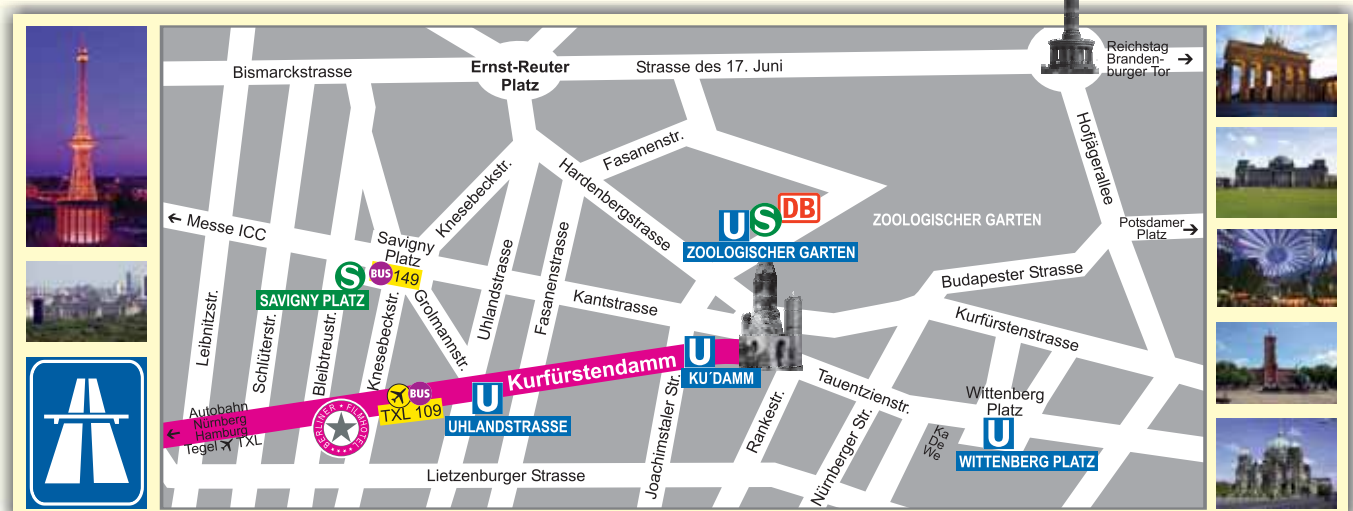 Bismarckstrasse
Ernst-Reuter
Platz
Strasse des 17. Juni
Reichstag
Branden-
burger Tor
Hofjägerallee
Fasanenstr.
Knesebeckstr.
Hardenbergstrasse
U S DB
ZOOLOGISCHER GARTEN
ZOOLOGISCHER GARTEN
Potsdamer
Platz
Messe ICC
Savigny
Platz
S
BUS 149
SAVIGNY PLATZ
Budapester Strasse
Kurfürstenstrasse
Kantstrasse
Leibnitzstr.
Schlüterstr.
Bleibtreustr.
Knesebeckstr.
Grolmannstr.
Uhlandstrasse
Fasanenstrasse
Kurfürstendamm
U
KU´DAMM
BUS
TXL 109
U
UHLANDSTRASSE
Autobahn
Nürnberg
Hamburg
Tegel TXL
BERLINER • FILMHOTEL •
Tauentzienstr.
Wittenberg
Platz
U
WITTENBERG PLATZ
Ka
De
We
Joachimstaler Str.
Rankestr.
Nürnberger Str.
Lietzenburger Strasse